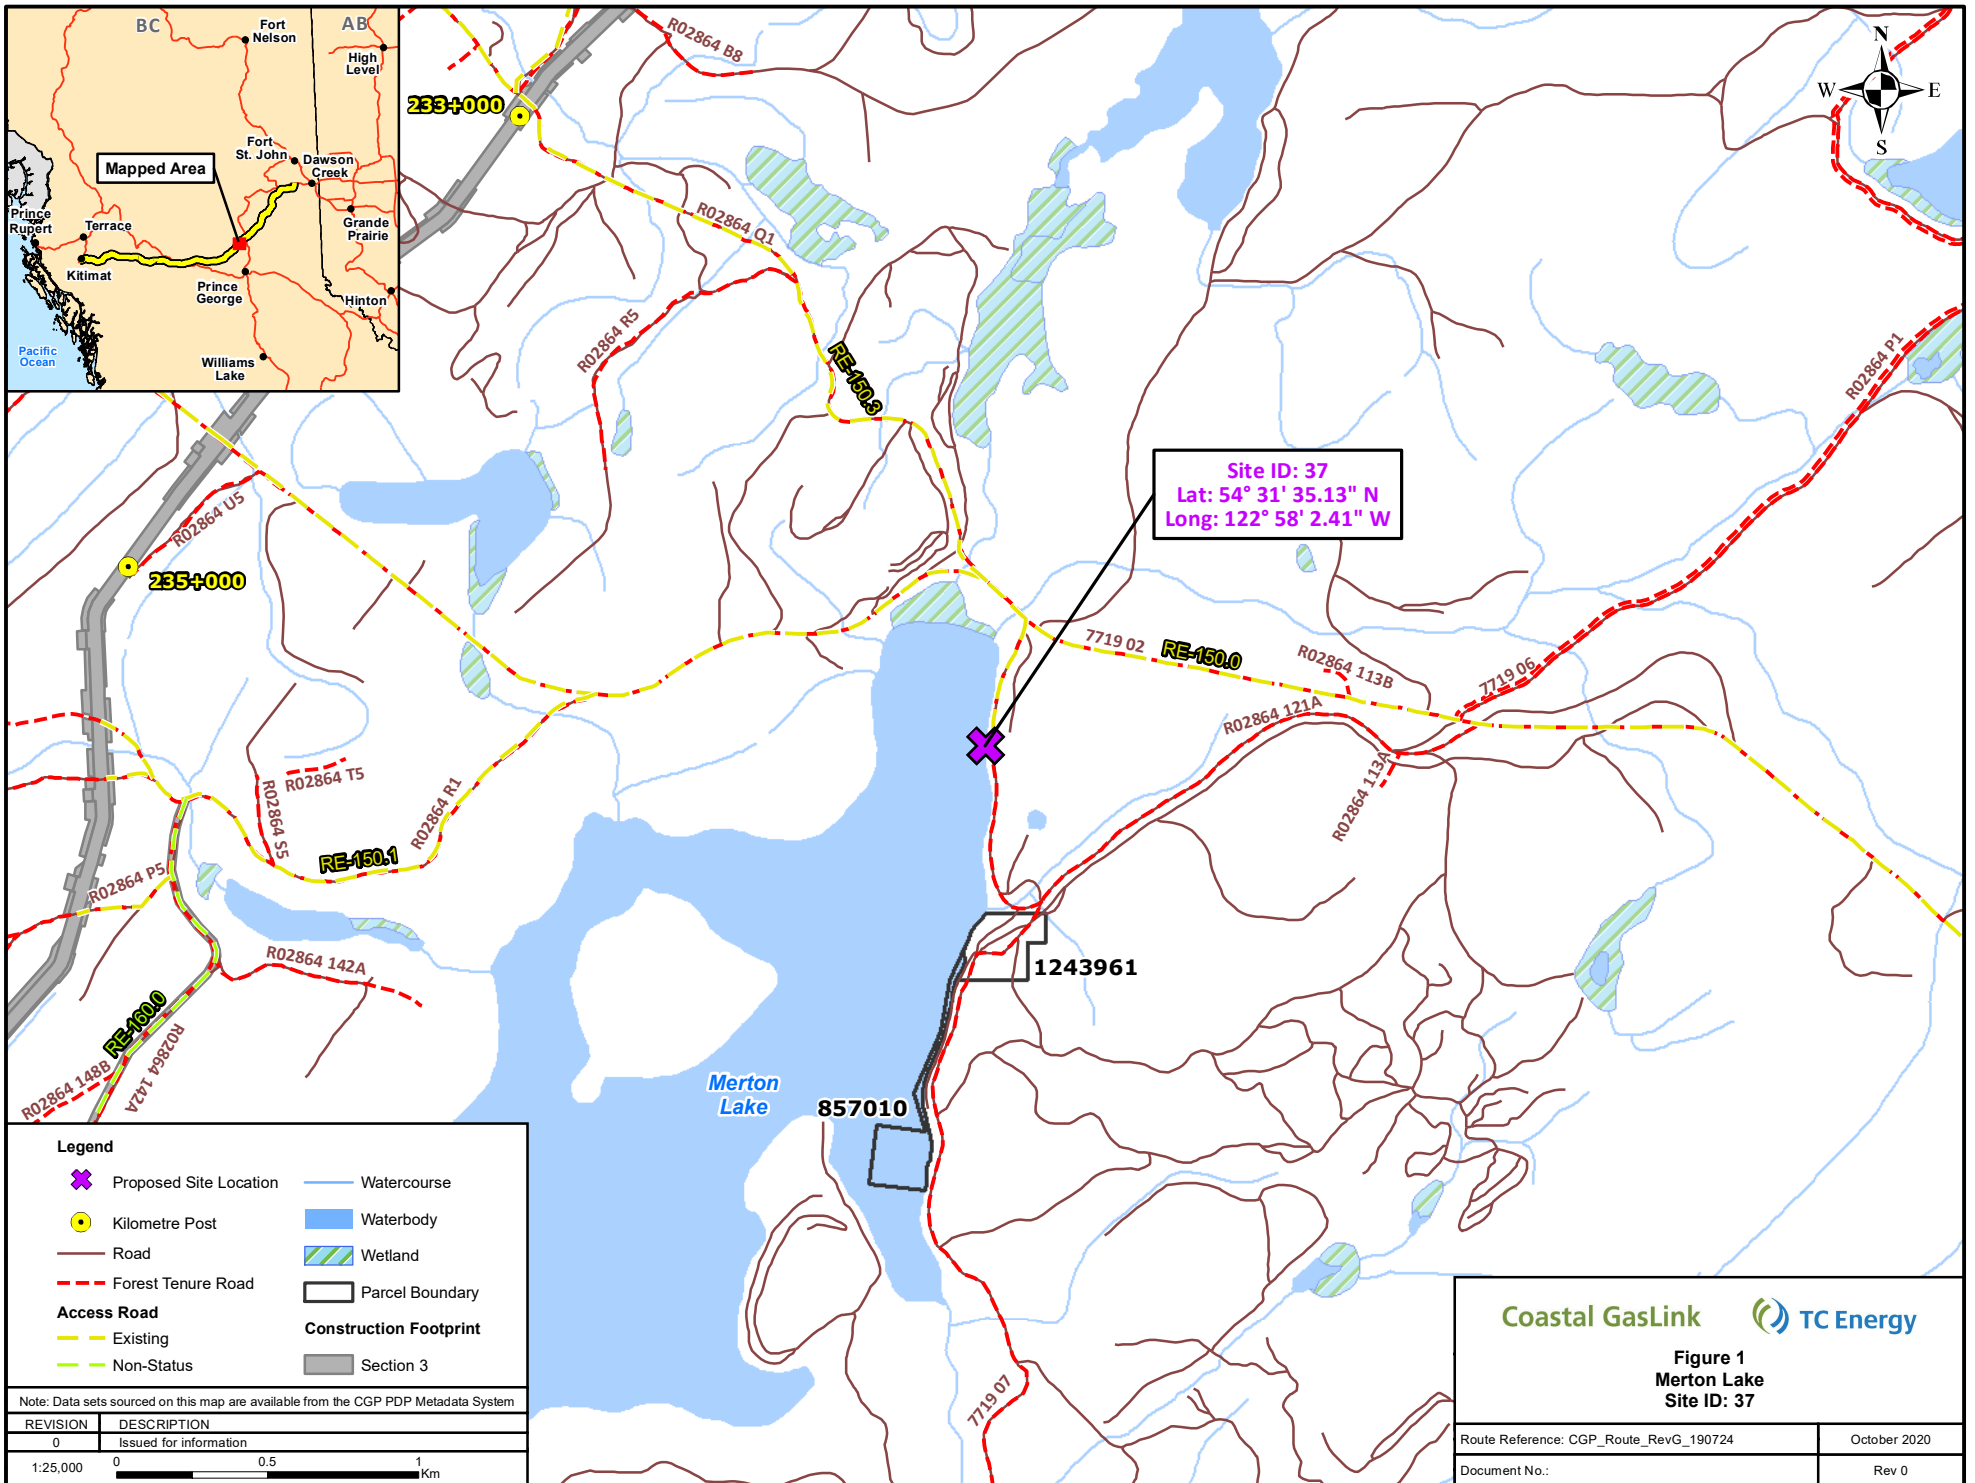 BC
AB
Fort
Nelson
High
Level
Fort
St. John
Dawson
Creek
Mapped Area
Prince
Rupert
Terrace
Grande
Prairie
Kitimat
Prince
George
Hinton
Pacific
Ocean
Williams
Lake
R02864 B8
233+000
R02864 Q1
R02864 R5
RE-150.3
N
W
E
S
R02864 P1
Site ID: 37
Lat: 54° 31' 35.13" N
Long: 122° 58' 2.41" W
R02864 U5
235+000
7719 02
RE-150.0
R02864 113B
7719 06
R02864 121A
R02864 113A
R02864 T5
R02864 S5
R02864 R1
RE-150.1
R02864 P5
R02864 142A
RE-160.0
R02864 142A
R02864 148B
1243961
Merton
Lake
857010
7719 07
Legend
Proposed Site Location
Kilometre Post
Road
Forest Tenure Road
Access Road
Existing
Non-Status
Watercourse
Waterbody
Wetland
Parcel Boundary
Construction Footprint
Section 3
Note: Data sets sourced on this map are available from the CGP PDP Metadata System
REVISION DESCRIPTION
0 Issued for information
1:25,000
0 0.5 1
Km
Coastal GasLink
TC Energy
Figure 1
Merton Lake
Site ID: 37
Route Reference: CGP_Route_RevG_190724
October 2020
Document No.:
Rev 0